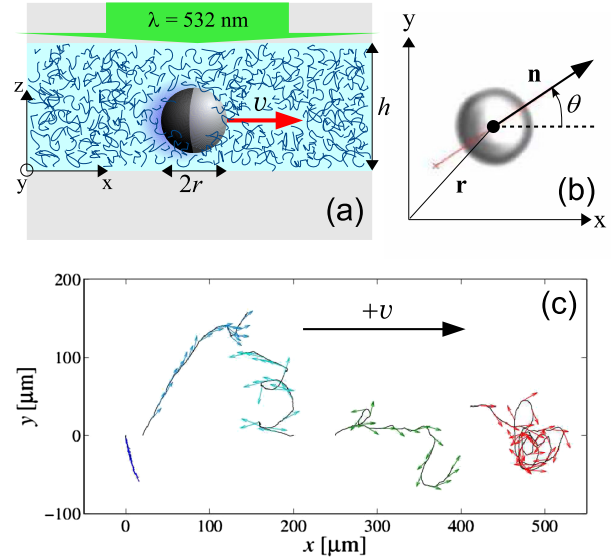 λ = 532 nm
z
v
h
y
x
2r
(a)
y
n
θ
r
(b)
x
200
100
0
−100
y [μm]
+v
(c)
0
100
200
300
400
500
x [μm]